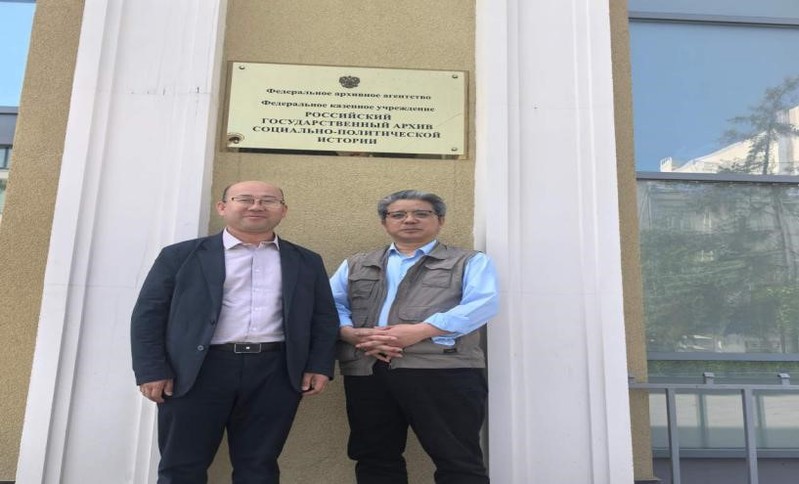 Федеральное архивное агентство
Федеральное казенное учреждение
РОССИЙСКИЙ
ГОСУДАРСТВЕННЫЙ АРХИВ
СОЦИАЛЬНО-ПОЛИТИЧЕСКОЙ
ИСТОРИИ